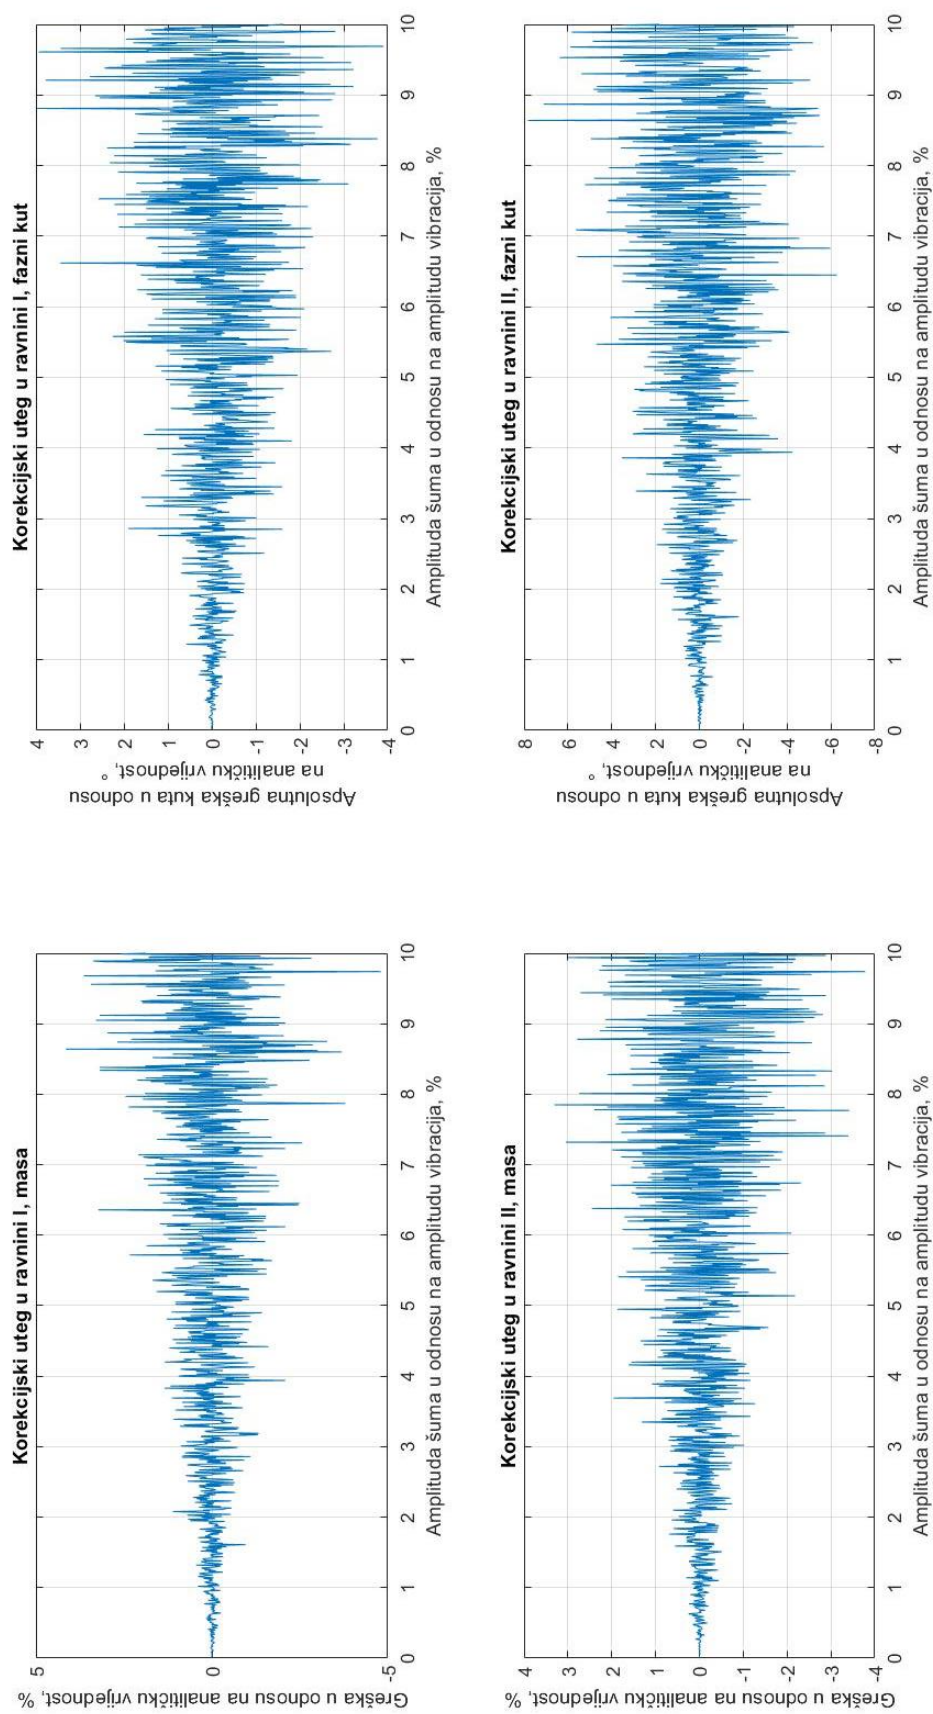 Korekcijski uteg u ravnini I, masa
Greška u odnosu na analitičku vrijednost, %
5
0
-5
0 1 2 3 4 5 6 7 8 9 10
Amplituda šuma u odnosu na amplitudu vibracija, %
Korekcijski uteg u ravnini I, fazni kut
Apsolutna greška kuta u odnosu
na analitičku vrijednost, °
4
3
2
1
0
-1
-2
-3
-4
0 1 2 3 4 5 6 7 8 9 10
Amplituda šuma u odnosu na amplitudu vibracija, %
Korekcijski uteg u ravnini II, masa
Greška u odnosu na analitičku vrijednost, %
4
3
2
1
0
-1
-2
-3
-4
0 1 2 3 4 5 6 7 8 9 10
Amplituda šuma u odnosu na amplitudu vibracija, %
Korekcijski uteg u ravnini II, fazni kut
Apsolutna greška kuta u odnosu
na analitičku vrijednost, °
8
6
4
2
0
-2
-4
-6
-8
0 1 2 3 4 5 6 7 8 9 10
Amplituda šuma u odnosu na amplitudu vibracija, %